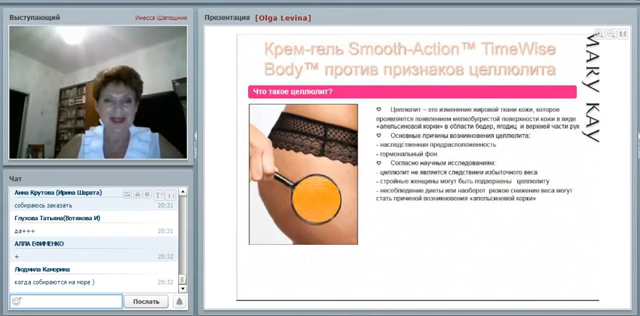 Выступающий
Инесса Шапошник
Презентация [Olga Levina]
Крем-гель Smooth-Action™ TimeWise
Body™ против признаков целлюлита
MARY KAY
Что такое целлюлит?
Целлюлит – это изменение жировой ткани кожи, которое
проявляется появлением мелкобугристой поверхности кожи в виде
«апельсиновой корки» в области бедер, ягодиц и верхней части рук
Основные причины возникновения целлюлита:
- наследственная предрасположенность
- гормональный фон
Согласно научным исследованиям:
- целлюлит не является следствием избыточного веса
- стройные женщины могут быть подвержены целлюлиту
- несоблюдение диеты или наоборот резкое снижение веса могут
стать причиной возникновения «апельсиновой корки»
Чат
Анна Крутова (Ирина Шарата)
собираюсь заказать 20:31
Глухова Татьяна(Вотякова И)
да+++ 20:31
АЛЛА ЕФИМЕНКО
+ 20:32
Людмила Каморина
когда собираются на море ) 20:32
Послать